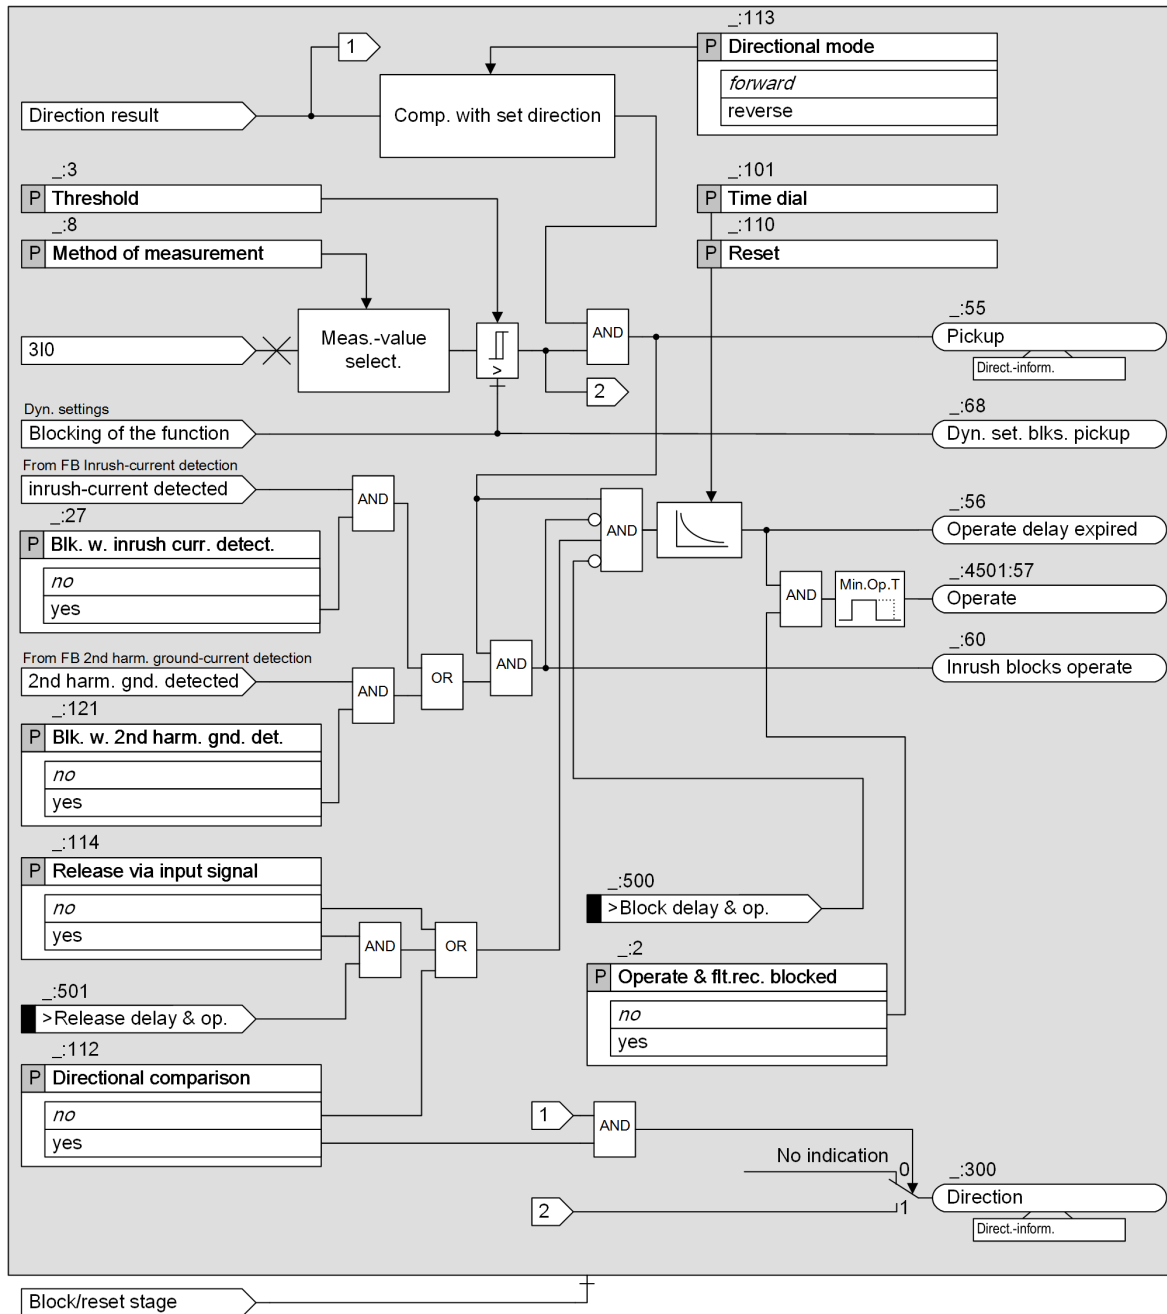 _:113
1
P Directional mode
forward
reverse
Direction result
Comp. with set direction
_:3
P Threshold
_:101
P Time dial
_:8
P Method of measurement
_:110
P Reset
3I0
Meas.-value
select.
>
AND
2
_:55
Pickup
Direct.-inform.
Dyn. settings
Blocking of the function
_:68
Dyn. set. blks. pickup
From FB Inrush-current detection
inrush-current detected
AND
_:27
P Blk. w. inrush curr. detect.
no
yes
AND
_:56
Operate delay expired
_:4501:57
AND
Min.Op.T
Operate
From FB 2nd harm. ground-current detection
2nd harm. gnd. detected
AND
OR
AND
_:60
Inrush blocks operate
_:121
P Blk. w. 2nd harm. gnd. det.
no
yes
_:114
P Release via input signal
no
yes
AND
OR
_:500
>Block delay & op.
_:501
>Release delay & op.
_:2
P Operate & flt.rec. blocked
no
yes
_:112
P Directional comparison
no
yes
1
AND
No indication
0
2
1
_:300
Direction
Direct.-inform.
Block/reset stage